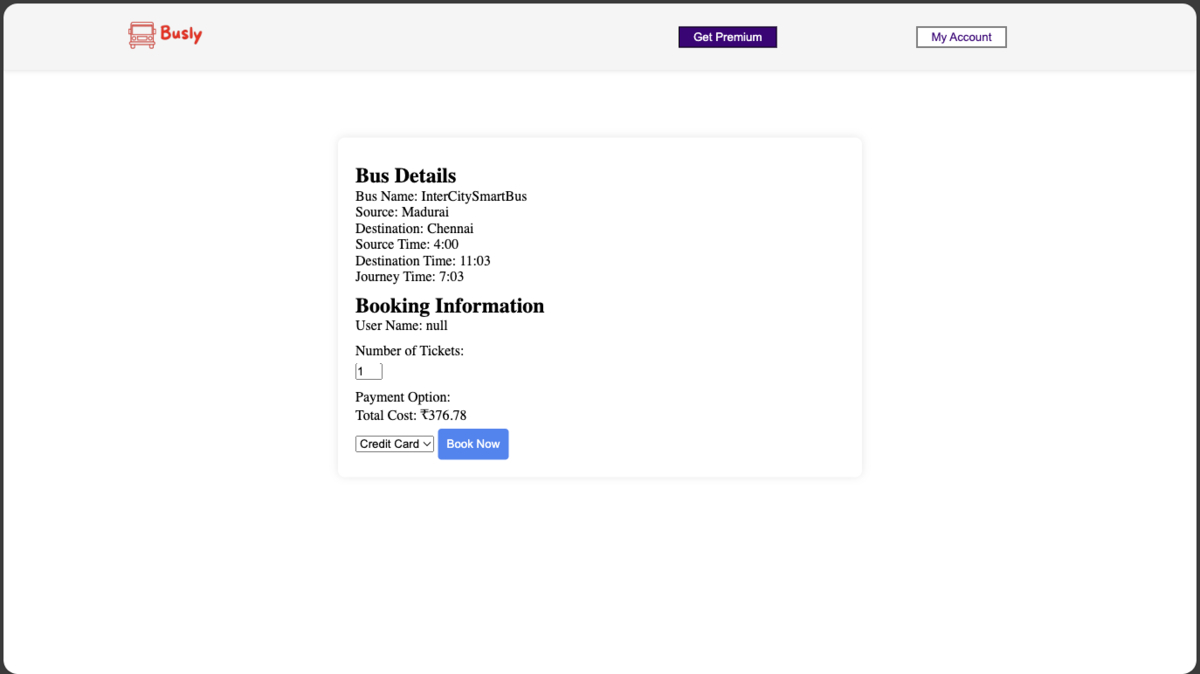 Busly
Get Premium
My Account
Bus Details
Bus Name: InterCitySmartBus
Source: Madurai
Destination: Chennai
Source Time: 4:00
Destination Time: 11:03
Journey Time: 7:03
Booking Information
User Name: null
Number of Tickets:
1
Payment Option:
Total Cost: ₹376.78
Credit Card
Book Now